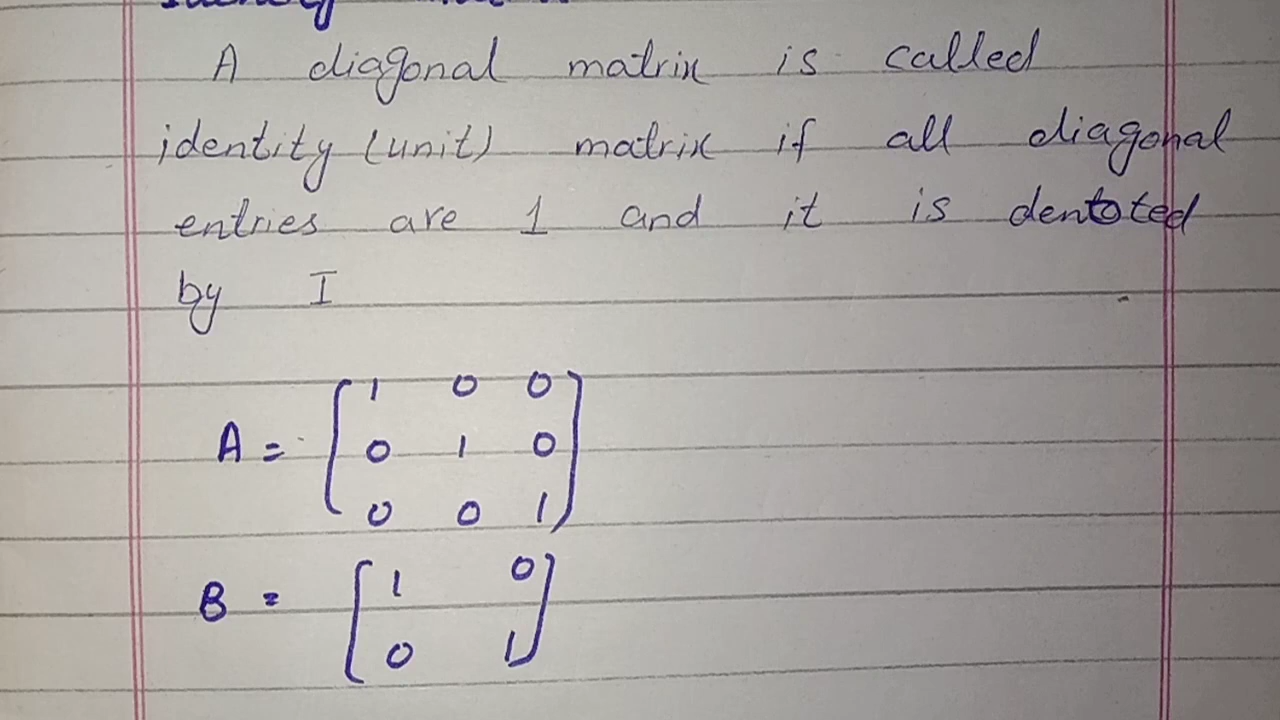 A diagonal matrix is called
identity (unit) matrix if all diagonal
entries are 1 and it is dentoted
by I
A = [1 0 0
0 1 0
0 0 1]
B = [1 0
0 1]